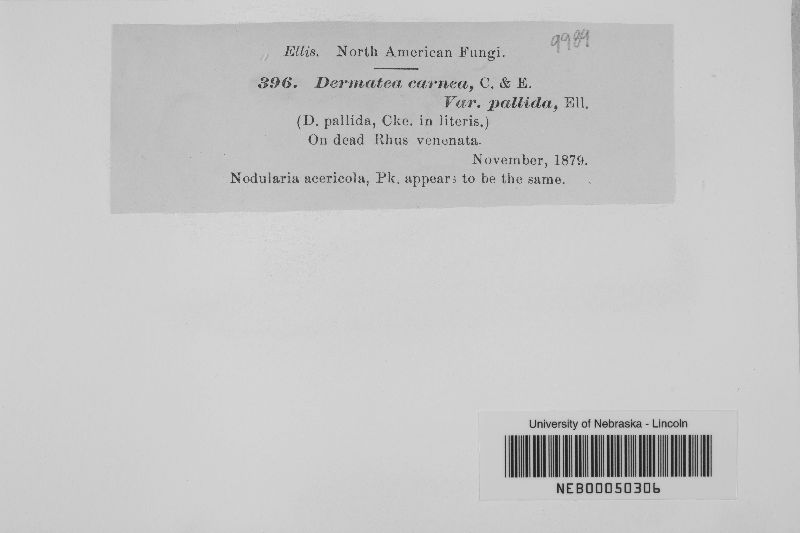 Ellis. North American Fungi.
9989
396. Dermatea carnea, C. & E.
Var. pallida, Ell.
(D. pallida, Cke. in literis.)
On dead Rhus venenata.
November, 1879.
Nodularia acericola, Pk. appears to be the same.
University of Nebraska - Lincoln
NEB00050306